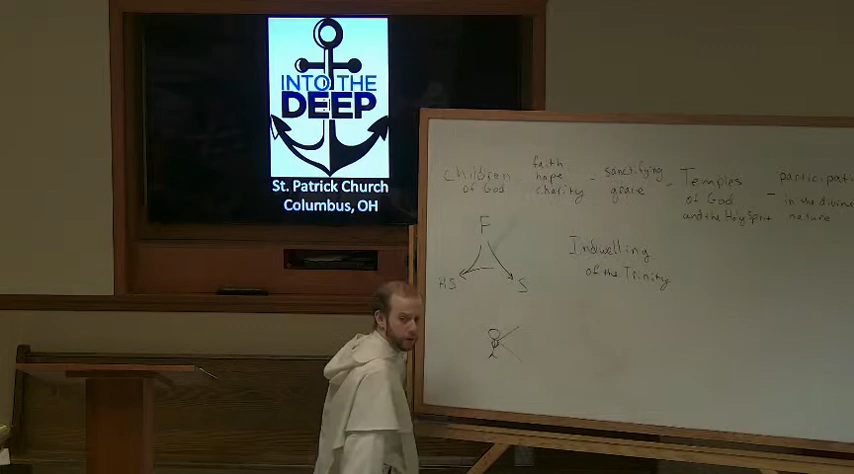 INTO THE
DEEP
St. Patrick Church
Columbus, OH
children
of God
faith
hope
charity
-
sanctifying
grace
-
Temples
of God
and the Holy Spirit
-
participati
in the divine
nature
F
HS
S
Indwelling
of the Trinity